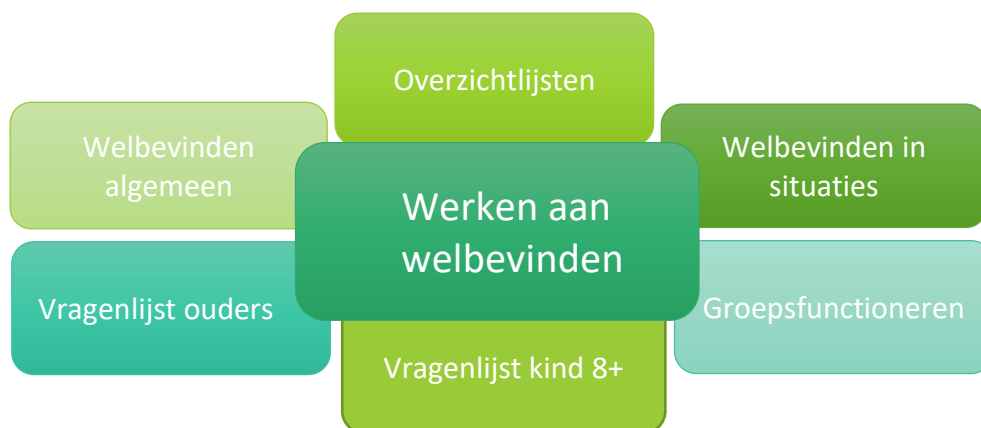 Overzichtlijsten
Welbevinden
algemeen
Welbevinden in
situaties
Werken aan
welbevinden
Vragenlijst ouders
Groepsfunctioneren
Vragenlijst kind 8+